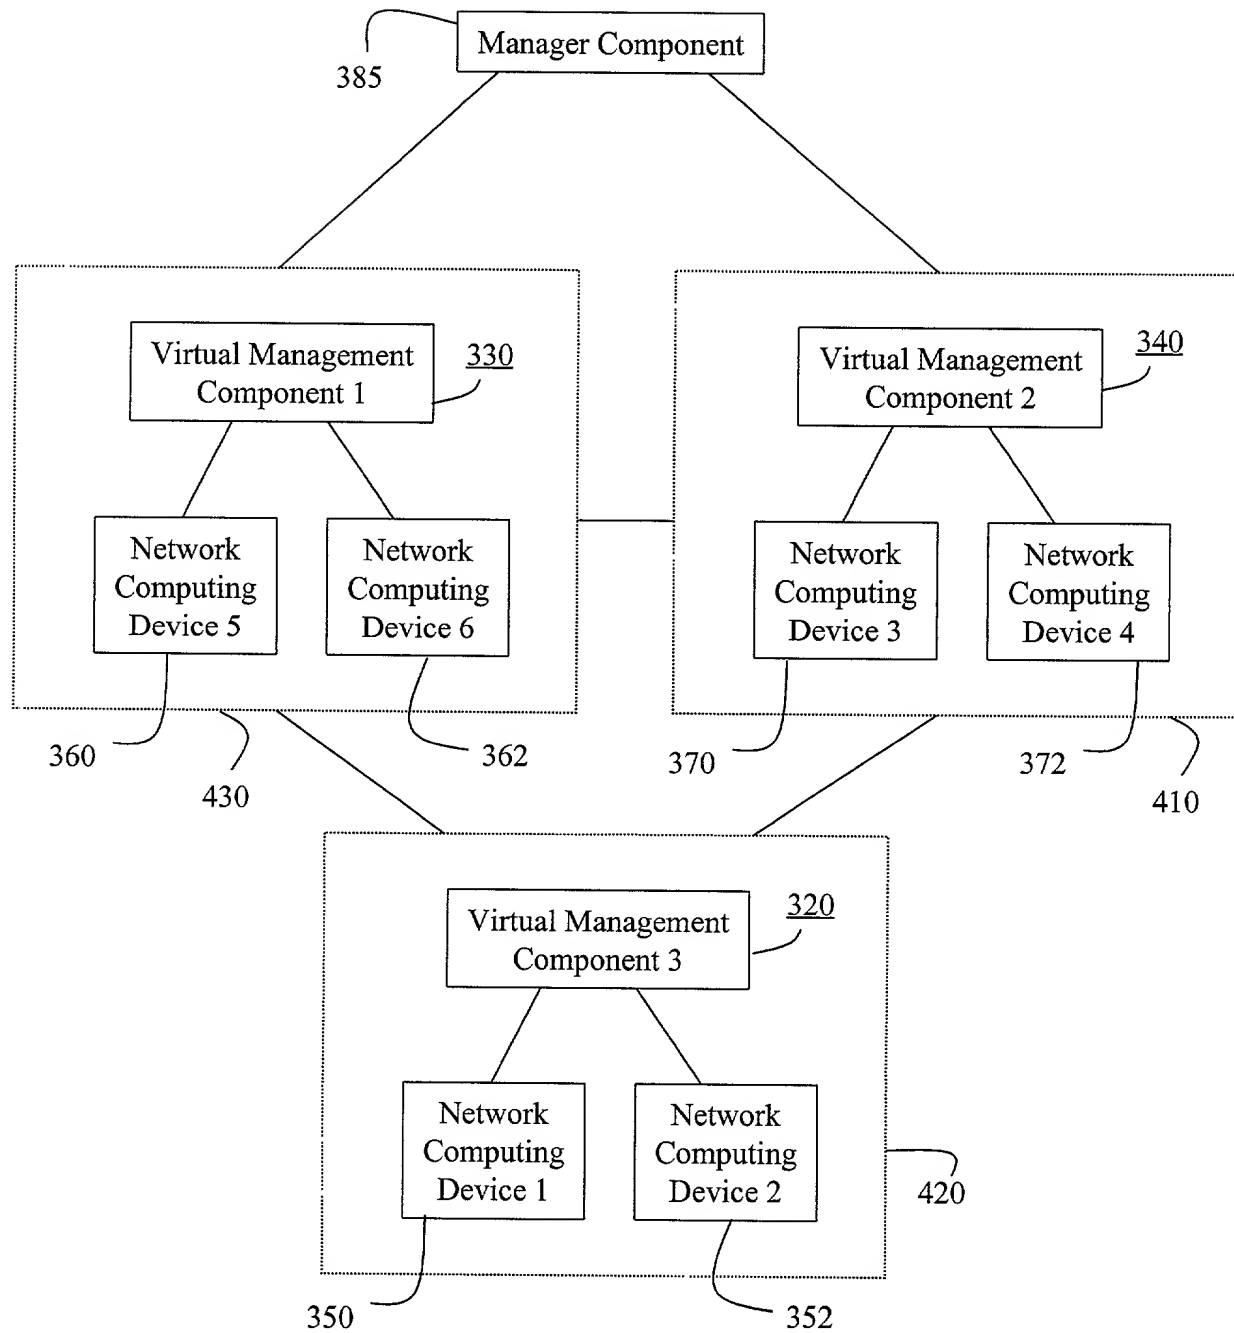 Manager Component
385
Virtual Management
Component 1
330
Virtual Management
Component 2
340
Network
Computing
Device 5
Network
Computing
Device 6
Network
Computing
Device 3
Network
Computing
Device 4
360
430
362
370
372
410
Virtual Management
Component 3
320
Network
Computing
Device 1
Network
Computing
Device 2
420
350
352